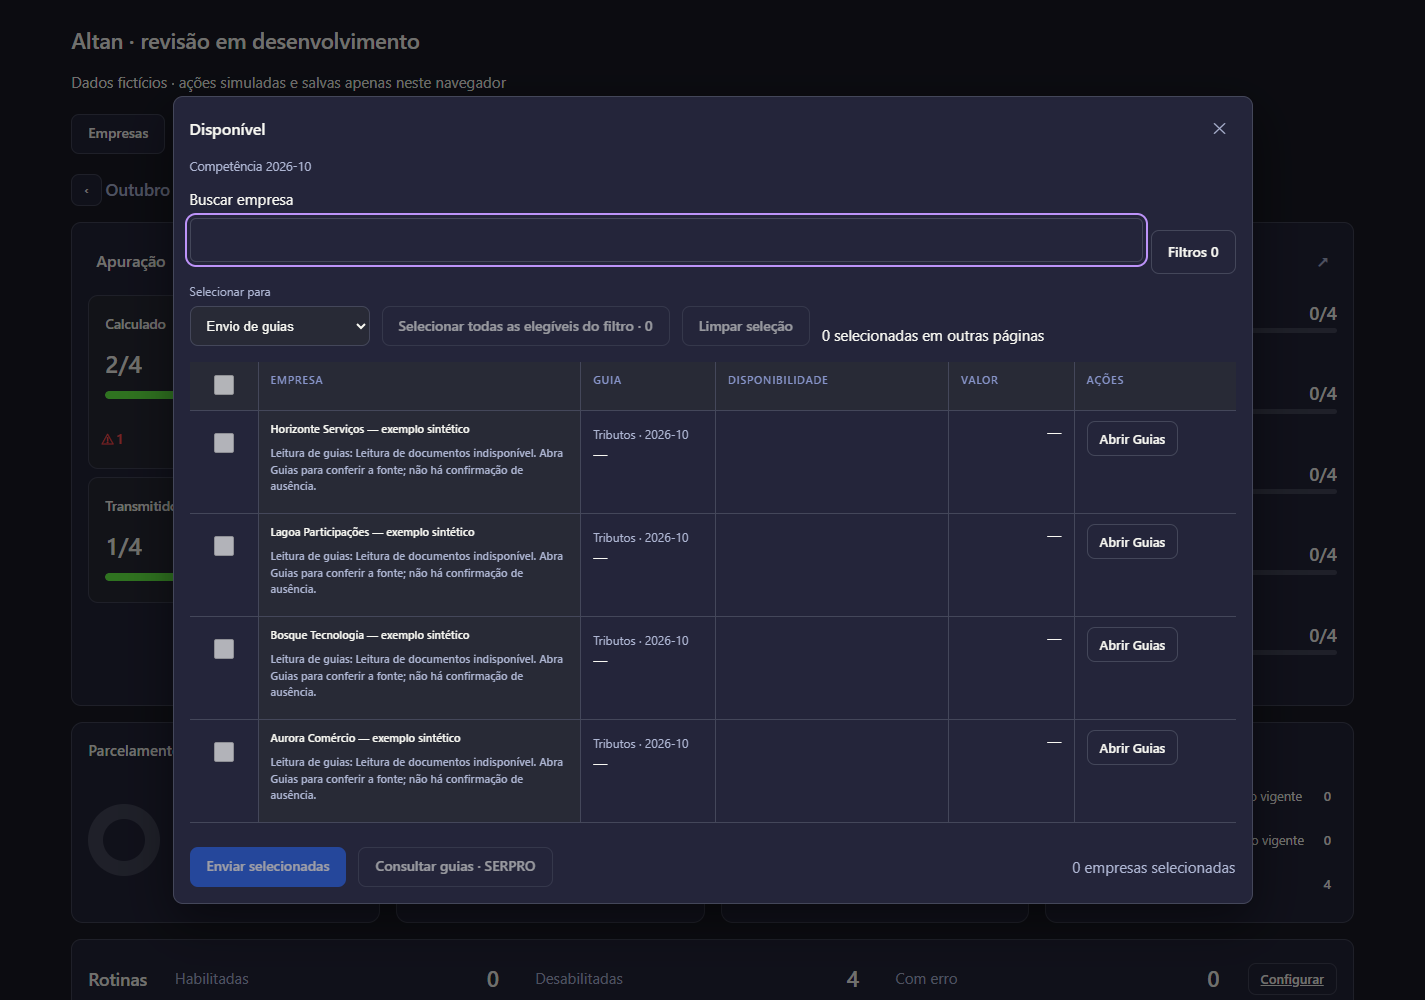 Altan · revisão em desenvolvimento
Dados fictícios · ações simuladas e salvas apenas neste navegador
Empresas
‹ Outubro
Apuração
↗
Calculado
2/4
⚠ 1
Transmitido
1/4
0/4
0/4
0/4
0/4
0/4
Disponível
Competência 2026-10
Buscar empresa
Filtros 0
Selecionar para
Envio de guias
Selecionar todas as elegíveis do filtro · 0
Limpar seleção
0 selecionadas em outras páginas
EMPRESA GUIA DISPONIBILIDADE VALOR AÇÕES
Horizonte Serviços — exemplo sintético
Leitura de guias: Leitura de documentos indisponível. Abra
Guias para conferir a fonte; não há confirmação de
ausência.
Tributos · 2026-10
—
—
Abrir Guias
Lagoa Participações — exemplo sintético
Leitura de guias: Leitura de documentos indisponível. Abra
Guias para conferir a fonte; não há confirmação de
ausência.
Tributos · 2026-10
—
—
Abrir Guias
Bosque Tecnologia — exemplo sintético
Leitura de guias: Leitura de documentos indisponível. Abra
Guias para conferir a fonte; não há confirmação de
ausência.
Tributos · 2026-10
—
—
Abrir Guias
Aurora Comércio — exemplo sintético
Leitura de guias: Leitura de documentos indisponível. Abra
Guias para conferir a fonte; não há confirmação de
ausência.
Tributos · 2026-10
—
—
Abrir Guias
Enviar selecionadas
Consultar guias · SERPRO
0 empresas selecionadas
Parcelament
o vigente 0
o vigente 0
4
Rotinas Habilitadas 0 Desabilitadas 4 Com erro 0 Configurar